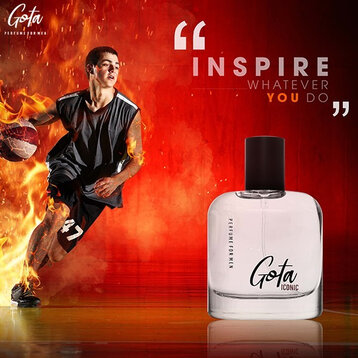 Gota
PERFUME FOR MEN
“
INSPIRE
WHATEVER
YOU DO
”
PERFUME FOR MEN
Gota
ICONIC
47